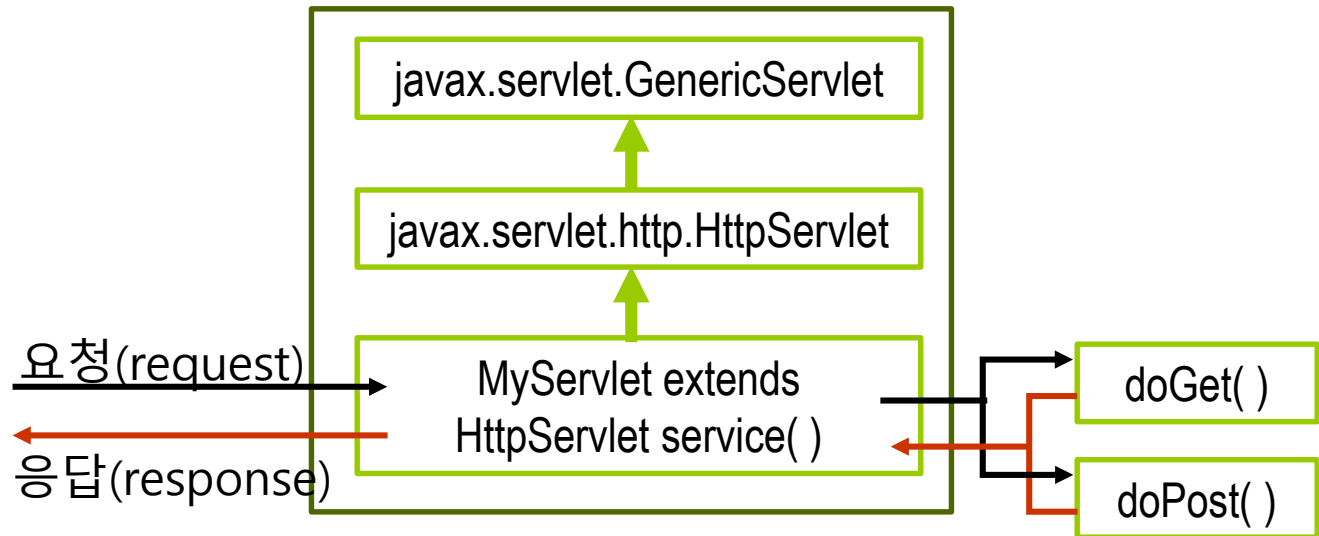 javax.servlet.GenericServlet
javax.servlet.http.HttpServlet
요청(request)
MyServlet extends
HttpServlet service( )
응답(response)
doGet( )
doPost( )